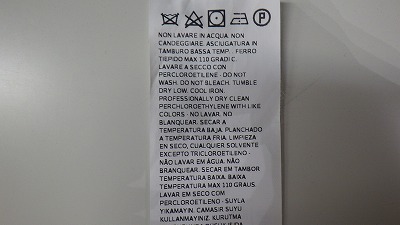 P
NON LAVARE IN ACQUA. NON
CANDEGGIARE. ASCIUGATURA IN
TAMBURO BASSA TEMP.. FERRO
TIEPIDO MAX 110 GRADI C.
LAVARE A SECCO CON
PERCLOROETILENE - DO NOT
WASH. DO NOT BLEACH. TUMBLE
DRY LOW. COOL IRON.
PROFESSIONALLY DRY CLEAN
PERCHLOROETHYLENE WITH LIKE
COLORS - NO LAVAR. NO
BLANQUEAR. SECAR A
TEMPERATURA BAJA. PLANCHADO
A TEMPERATURA FRIA. LIMPIEZA
EN SECO, CUALQUIER SOLVENTE
EXCEPTO TRICLOROETILENO -
NÃO LAVAR EM ÁGUA. NÃO
BRANQUEAR. SECAR EM TAMBOR
TEMPERATURA BAIXA. BAIXA
TEMPERATURA MAX 110 GRAUS.
LAVAR EM SECO COM
PERCLOROETILENO - SUYLA
YIKAMAYIN. CAMASIR SUYU
KULLANMAYINIZ. KURUTMA